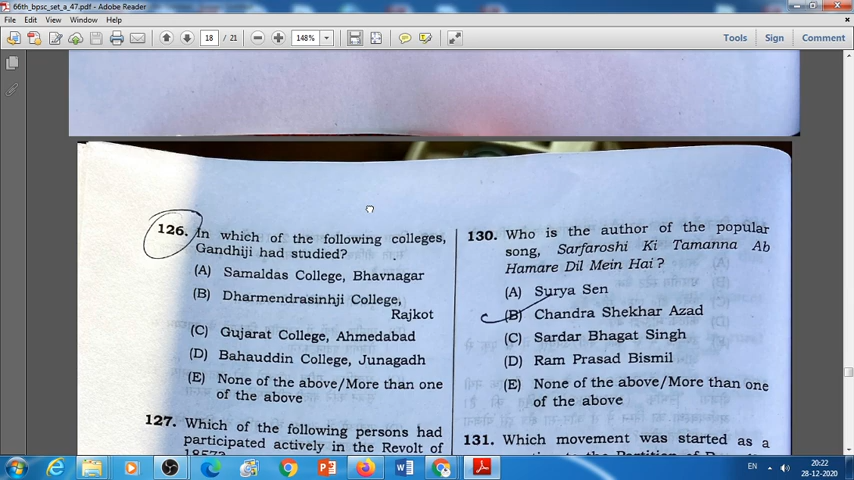 66th_bpsc_set_a_47.pdf - Adobe Reader
File Edit View Window Help
18 / 21 148% Tools Sign Comment
126. In which of the following colleges,
Gandhiji had studied?
(A) Samaldas College, Bhavnagar
(B) Dharmendrasinhji College,
Rajkot
(C) Gujarat College, Ahmedabad
(D) Bahauddin College, Junagadh
(E) None of the above/More than one
of the above
127. Which of the following persons had
participated actively in the Revolt of
1857?
130. Who is the author of the popular
song, Sarfaroshi Ki Tamanna Ab
Hamare Dil Mein Hai?
(A) Surya Sen
(B) Chandra Shekhar Azad
(C) Sardar Bhagat Singh
(D) Ram Prasad Bismil
(E) None of the above/More than one
of the above
131. Which movement was started as a
to the Partition of
EN 20:22
28-12-2020